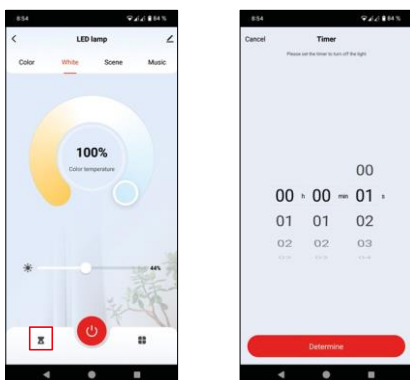 8:54 84 %
LED lamp
Color White Scene Music
100%
Color temperature
44%
8:54 84 %
Cancel Timer
Please set the timer to turn off the light
00
00 h 00 min 01 s
01 01 02
02 02 03